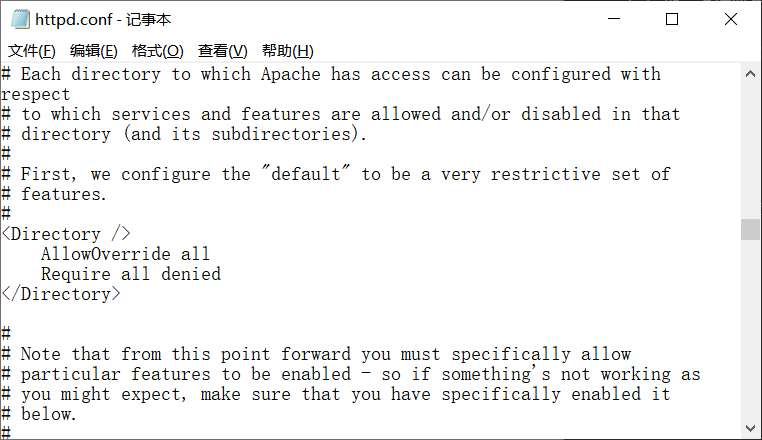 httpd.conf - 记事本
文件(F) 编辑(E) 格式(O) 查看(V) 帮助(H)
# Each directory to which Apache has access can be configured with
respect
# to which services and features are allowed and/or disabled in that
# directory (and its subdirectories).
#
# First, we configure the "default" to be a very restrictive set of
# features.
#
<Directory />
    AllowOverride all
    Require all denied
</Directory>

#
# Note that from this point forward you must specifically allow
# particular features to be enabled - so if something's not working as
# you might expect, make sure that you have specifically enabled it
# below.
#